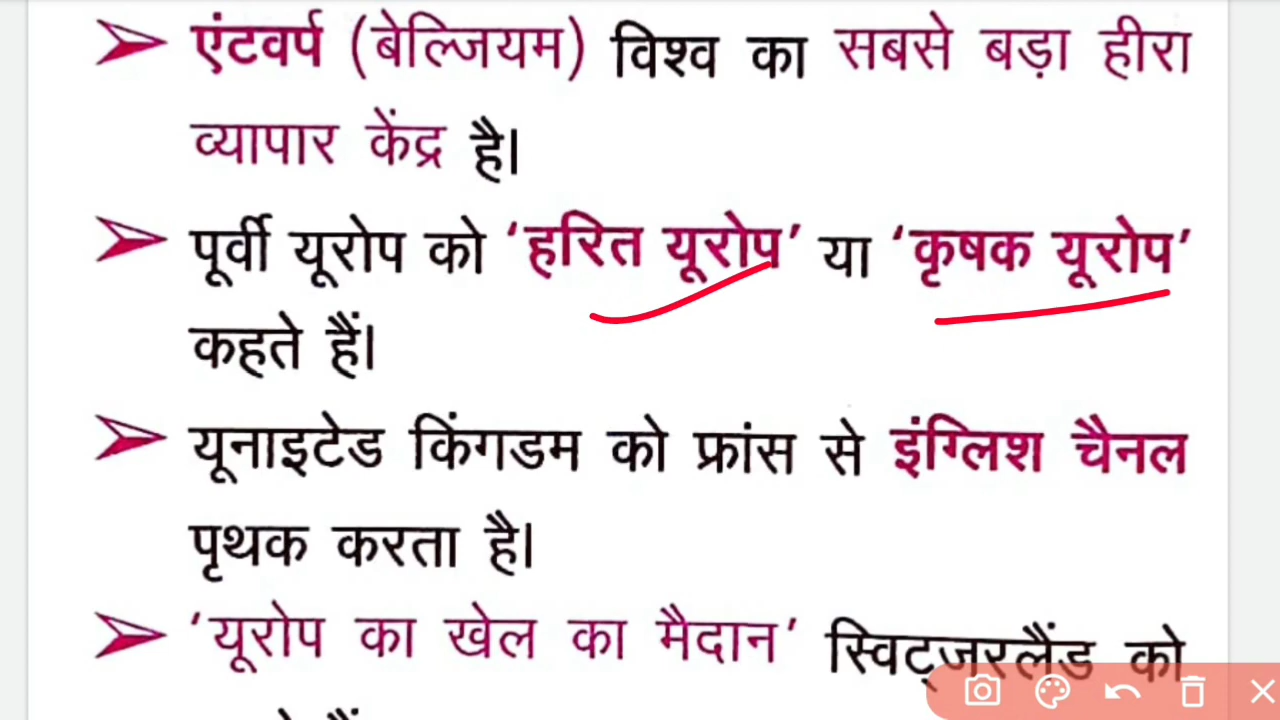 एंटवर्प (बेल्जियम) विश्व का सबसे बड़ा हीरा
व्यापार केंद्र है।
पूर्वी यूरोप को ‘हरित यूरोप’ या ‘कृषक यूरोप’
कहते हैं।
यूनाइटेड किंगडम को फ्रांस से इंग्लिश चैनल
पृथक करता है।
‘यूरोप का खेल का मैदान’ स्विट्जरलैंड को